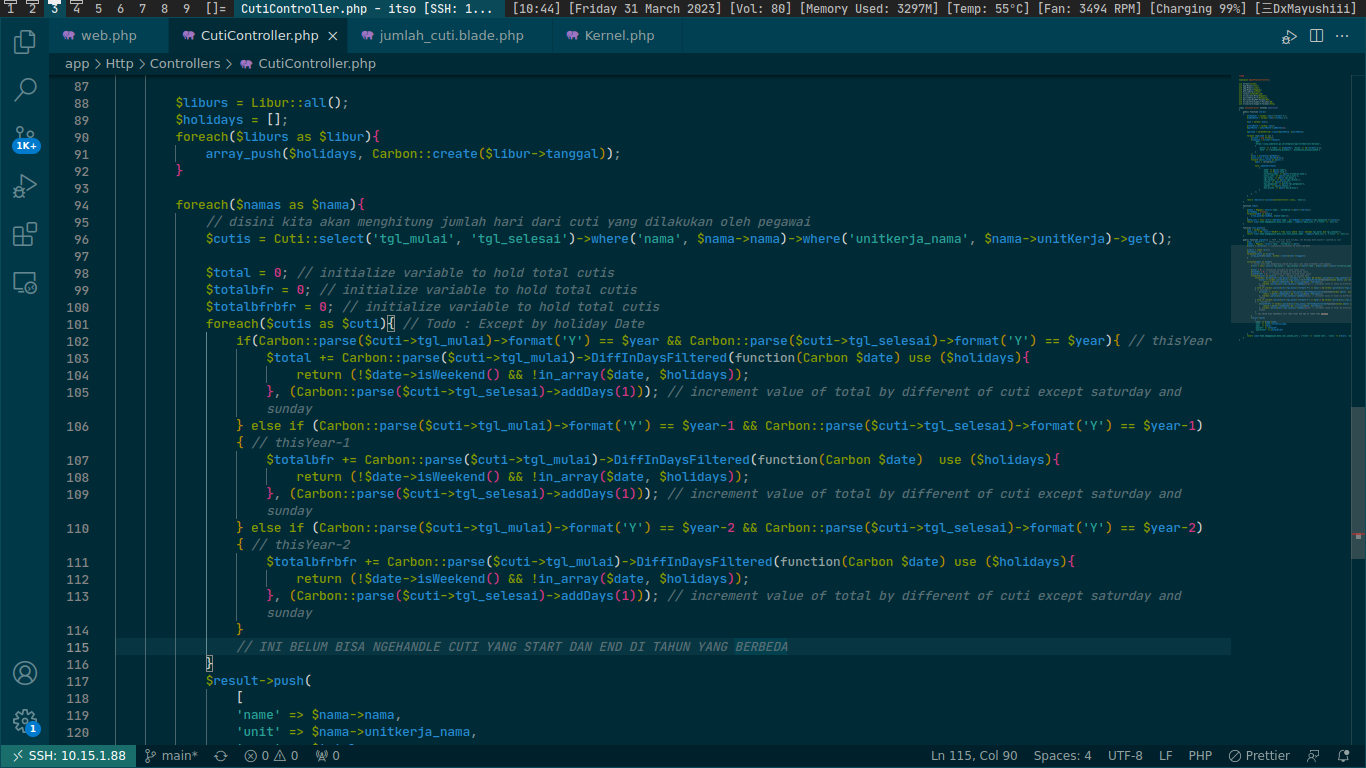 1 2 3 4 5 6 7 8 9 []= CutiController.php - itso [SSH: 1... [10:44] [Friday 31 March 2023] [Vol: 80] [Memory Used: 3297M] [Temp: 55°C] [Fan: 3494 RPM] [Charging 99%] [三DxMayushiii]
web.php CutiController.php × jumlah_cuti.blade.php Kernel.php
app > Http > Controllers > CutiController.php
87
88 $liburs = Libur::all();
89 $holidays = [];
90 foreach($liburs as $libur){
91 array_push($holidays, Carbon::create($libur->tanggal));
92 }
93
94 foreach($namas as $nama){
95 // disini kita akan menghitung jumlah hari dari cuti yang dilakukan oleh pegawai
96 $cutis = Cuti::select('tgl_mulai', 'tgl_selesai')->where('nama', $nama->nama)->where('unitkerja_nama', $nama->unitKerja)->get();
97
98 $total = 0; // initialize variable to hold total cutis
99 $totalbfr = 0; // initialize variable to hold total cutis
100 $totalbfrbfr = 0; // initialize variable to hold total cutis
101 foreach($cutis as $cuti){ // Todo : Except by holiday Date
102 if(Carbon::parse($cuti->tgl_mulai)->format('Y') == $year && Carbon::parse($cuti->tgl_selesai)->format('Y') == $year){ // thisYear
103 $total += Carbon::parse($cuti->tgl_mulai)->DiffInDaysFiltered(function(Carbon $date) use ($holidays){
104 return (!$date->isWeekend() && !in_array($date, $holidays));
105 }, (Carbon::parse($cuti->tgl_selesai)->addDays(1))); // increment value of total by different of cuti except saturday and
sunday
106 } else if (Carbon::parse($cuti->tgl_mulai)->format('Y') == $year-1 && Carbon::parse($cuti->tgl_selesai)->format('Y') == $year-1)
{ // thisYear-1
107 $totalbfr += Carbon::parse($cuti->tgl_mulai)->DiffInDaysFiltered(function(Carbon $date)  use ($holidays){
108 return (!$date->isWeekend() && !in_array($date, $holidays));
109 }, (Carbon::parse($cuti->tgl_selesai)->addDays(1))); // increment value of total by different of cuti except saturday and
sunday
110 } else if (Carbon::parse($cuti->tgl_mulai)->format('Y') == $year-2 && Carbon::parse($cuti->tgl_selesai)->format('Y') == $year-2)
{ // thisYear-2
111 $totalbfrbfr += Carbon::parse($cuti->tgl_mulai)->DiffInDaysFiltered(function(Carbon $date) use ($holidays){
112 return (!$date->isWeekend() && !in_array($date, $holidays));
113 }, (Carbon::parse($cuti->tgl_selesai)->addDays(1))); // increment value of total by different of cuti except saturday and
sunday
114 }
115 // INI BELUM BISA NGEHANDLE CUTI YANG START DAN END DI TAHUN YANG BERBEDA
116 }
117 $result->push(
118 [
119 'name' => $nama->nama,
120 'unit' => $nama->unitkerja_nama,
1K+
1
SSH: 10.15.1.88 main* 0 0 0 Ln 115, Col 90 Spaces: 4 UTF-8 LF PHP Prettier